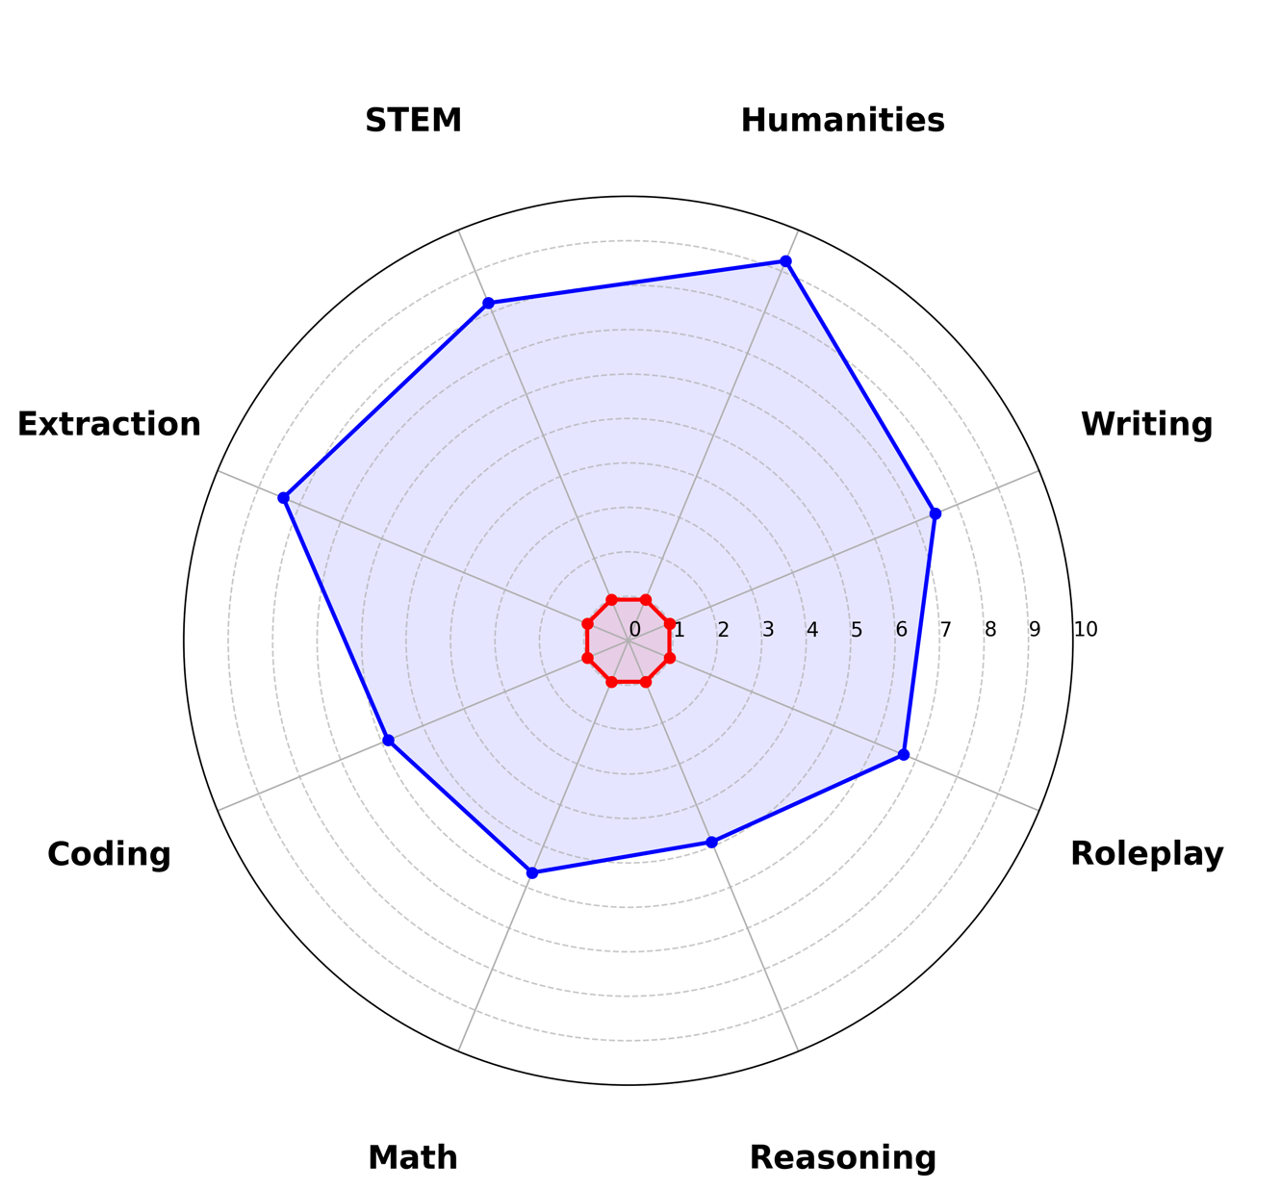 STEM Humanities
Extraction Writing
0 1 2 3 4 5 6 7 8 9 10
Coding Roleplay
Math Reasoning